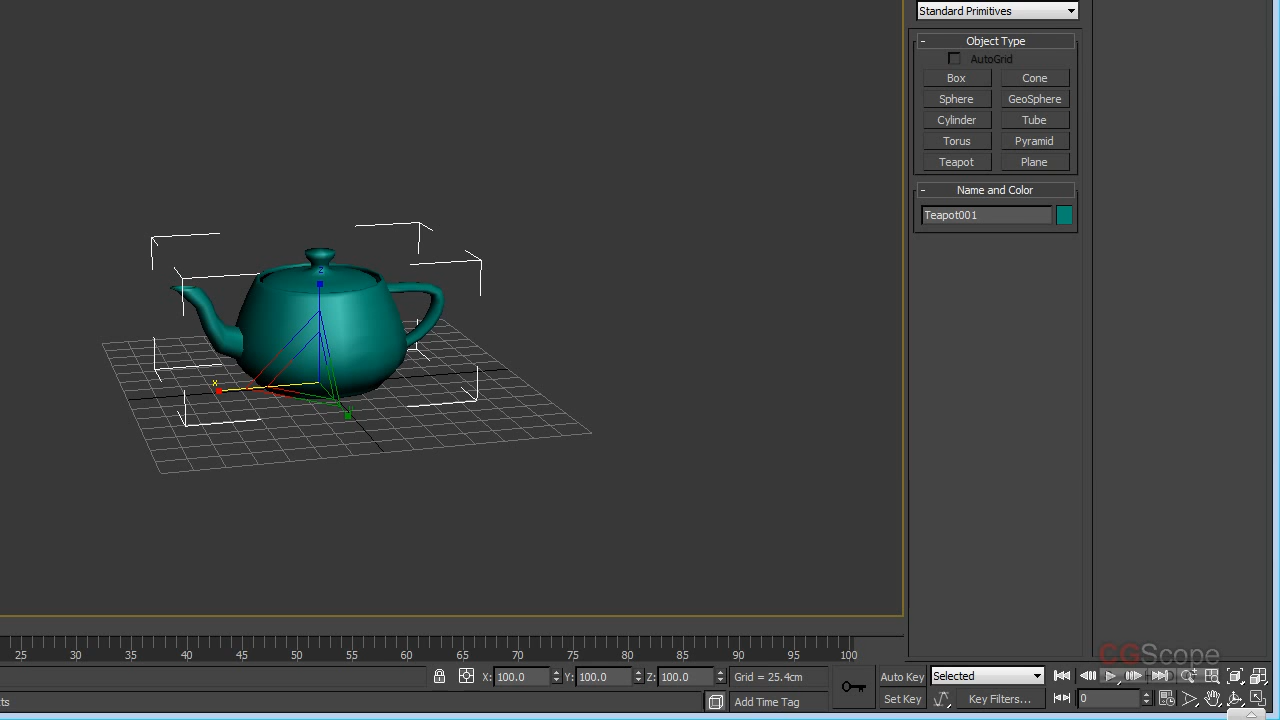 Standard Primitives
- Object Type
AutoGrid
Box Cone
Sphere GeoSphere
Cylinder Tube
Torus Pyramid
Teapot Plane
- Name and Color
Teapot001
z
x
25 30 35 40 45 50 55 60 65 70 75 80 85 90 95 100
CGScope
X: 100.0 Y: 100.0 Z: 100.0 Grid = 25.4cm Auto Key Selected
ts Add Time Tag Set Key Key Filters... 0